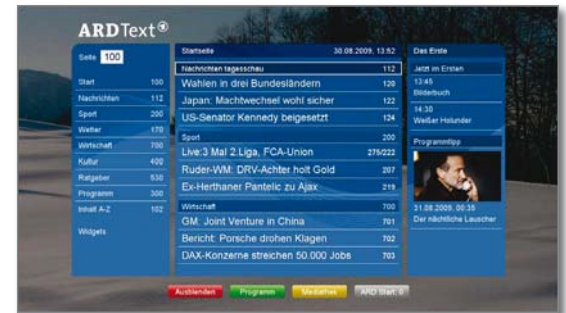 ARDText
Seite 100
Start 100
Nachrichten 112
Sport 200
Wetter 170
Wirtschaft 700
Kultur 400
Ratgeber 530
Programm 300
Inhalt A-Z 102
Widgets
Startseite 30.08.2009, 13:52
Nachrichten tagesschau 112
Wahlen in drei Bundesländern 120
Japan: Machtwechsel wohl sicher 122
US-Senator Kennedy beigesetzt 124
Sport 200
Live:3 Mal 2.Liga, FCA-Union 275/222
Ruder-WM: DRV-Achter holt Gold 207
Ex-Herthaner Pantelic zu Ajax 219
Wirtschaft 700
GM: Joint Venture in China 701
Bericht: Porsche drohen Klagen 702
DAX-Konzerne streichen 50.000 Jobs 703
Das Erste
Jetzt im Ersten
13:45
Bilderbuch
14:30
Weißer Holunder
Programmtipp
31.08.2009, 00:35
Der nächtliche Lauscher
Ausblenden Programm Mediathek ARD Start: 0